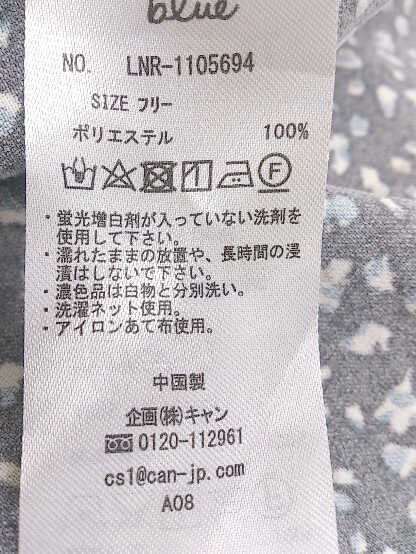 blue
NO. LNR-1105694
SIZE フリー
ポリエステル 100%
F
・蛍光増白剤が入っていない洗剤を
使用して下さい。
・濡れたままの放置や、長時間の浸
漬はしないで下さい。
・濃色品は白物と分別洗い。
・洗濯ネット使用。
・アイロンあて布使用。
中国製
企画(株)キャン
0120-112961
cs1@can-jp.com
A08